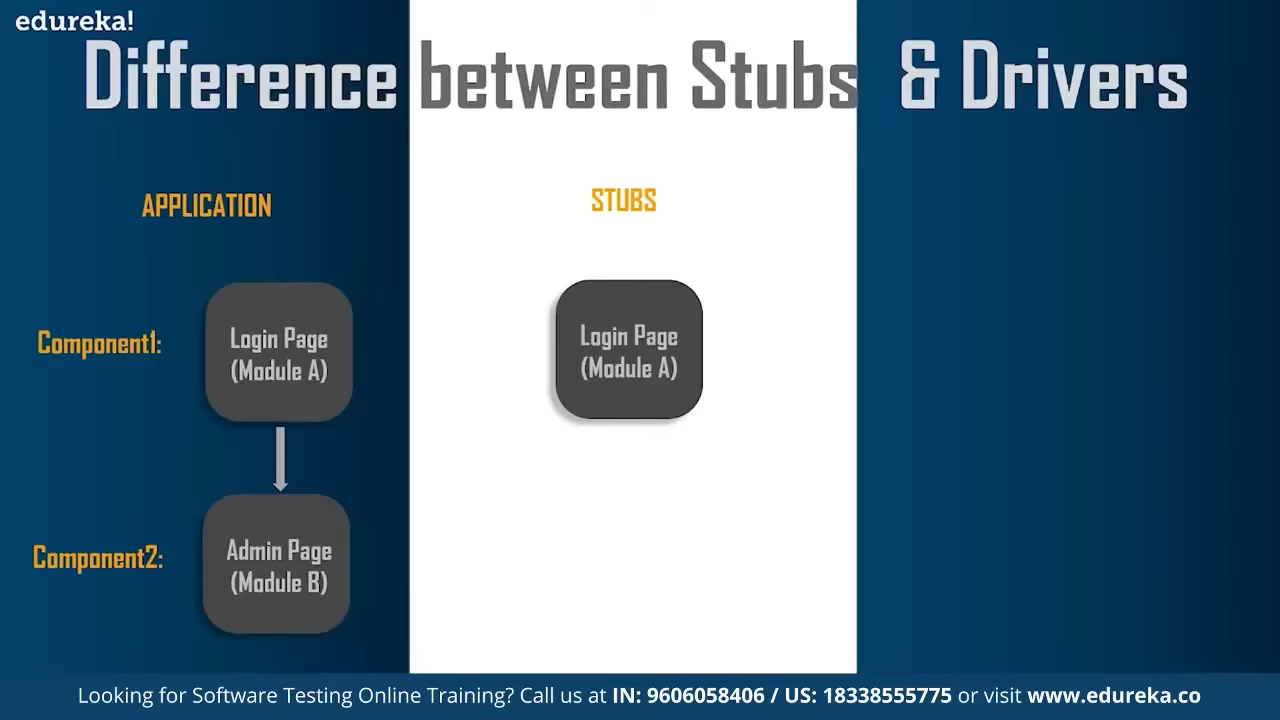 edureka!
Difference between Stubs & Drivers
APPLICATION
Component1:
Login Page
(Module A)
Component2:
Admin Page
(Module B)
STUBS
Login Page
(Module A)
Looking for Software Testing Online Training? Call us at IN: 9606058406 / US: 18338555775 or visit www.edureka.co